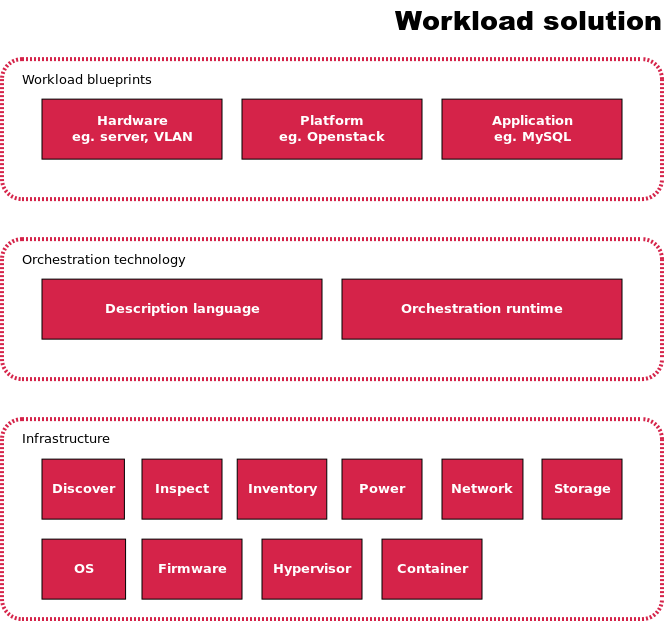 Workload solution
Workload blueprints
Hardware
eg. server, VLAN
Platform
eg. Openstack
Application
eg. MySQL
Orchestration technology
Description language
Orchestration runtime
Infrastructure
Discover
Inspect
Inventory
Power
Network
Storage
OS
Firmware
Hypervisor
Container